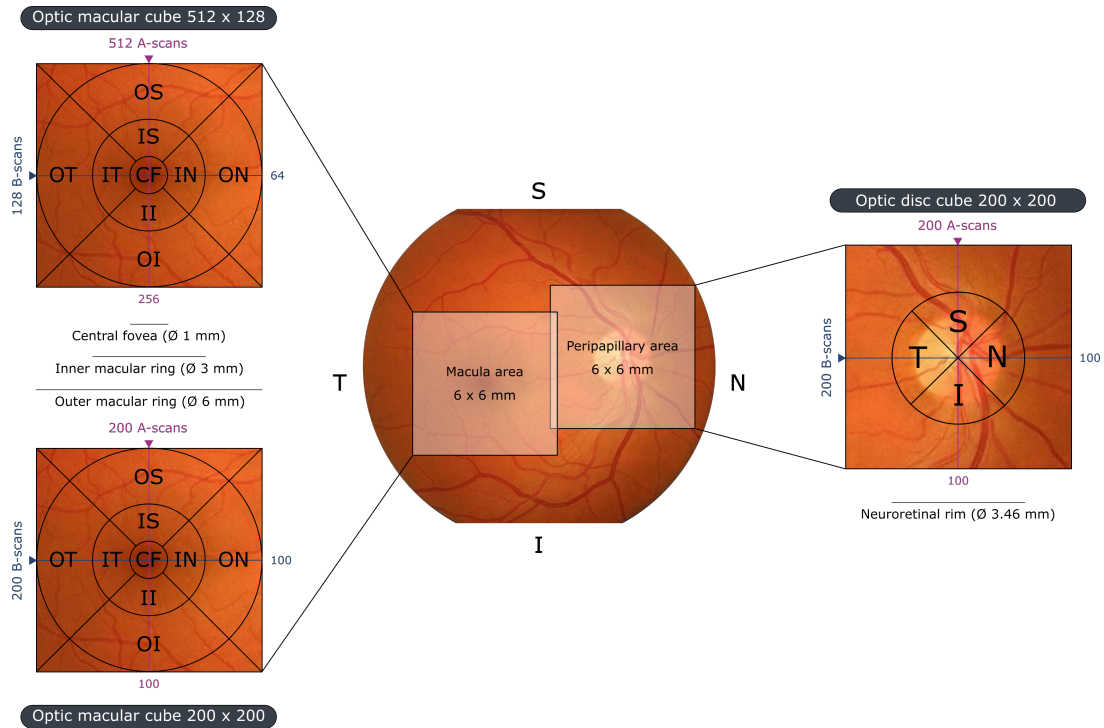 Optic macular cube 512 x 128
512 A-scans
128 B-scans
OS
IS
OT IT CF IN ON
64
II
OI
256
Central fovea (Ø 1 mm)
Inner macular ring (Ø 3 mm)
Outer macular ring (Ø 6 mm)
200 A-scans
200 B-scans
OS
IS
OT IT CF IN ON
100
II
OI
100
Optic macular cube 200 x 200
S
T
Macula area
6 x 6 mm
Peripapillary area
6 x 6 mm
N
I
Optic disc cube 200 x 200
200 A-scans
200 B-scans
S
T N
100
I
100
Neuroretinal rim (Ø 3.46 mm)